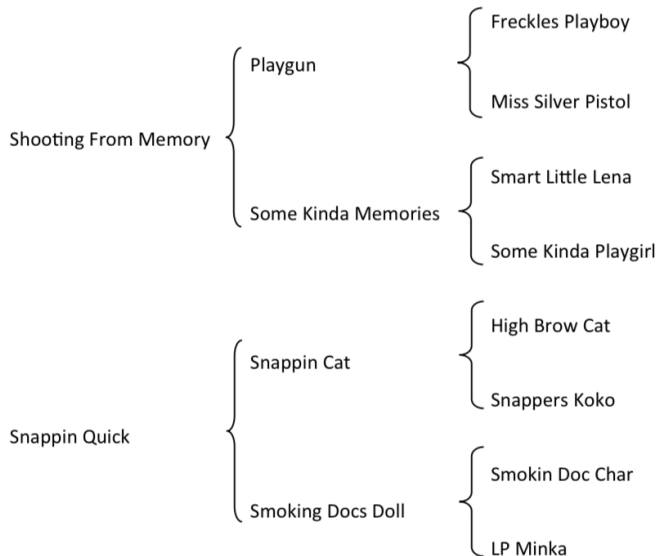 Freckles Playboy
Playgun
Miss Silver Pistol
Shooting From Memory
Smart Little Lena
Some Kinda Memories
Some Kinda Playgirl
High Brow Cat
Snappin Cat
Snappers Koko
Snappin Quick
Smokin Doc Char
Smoking Docs Doll
LP Minka